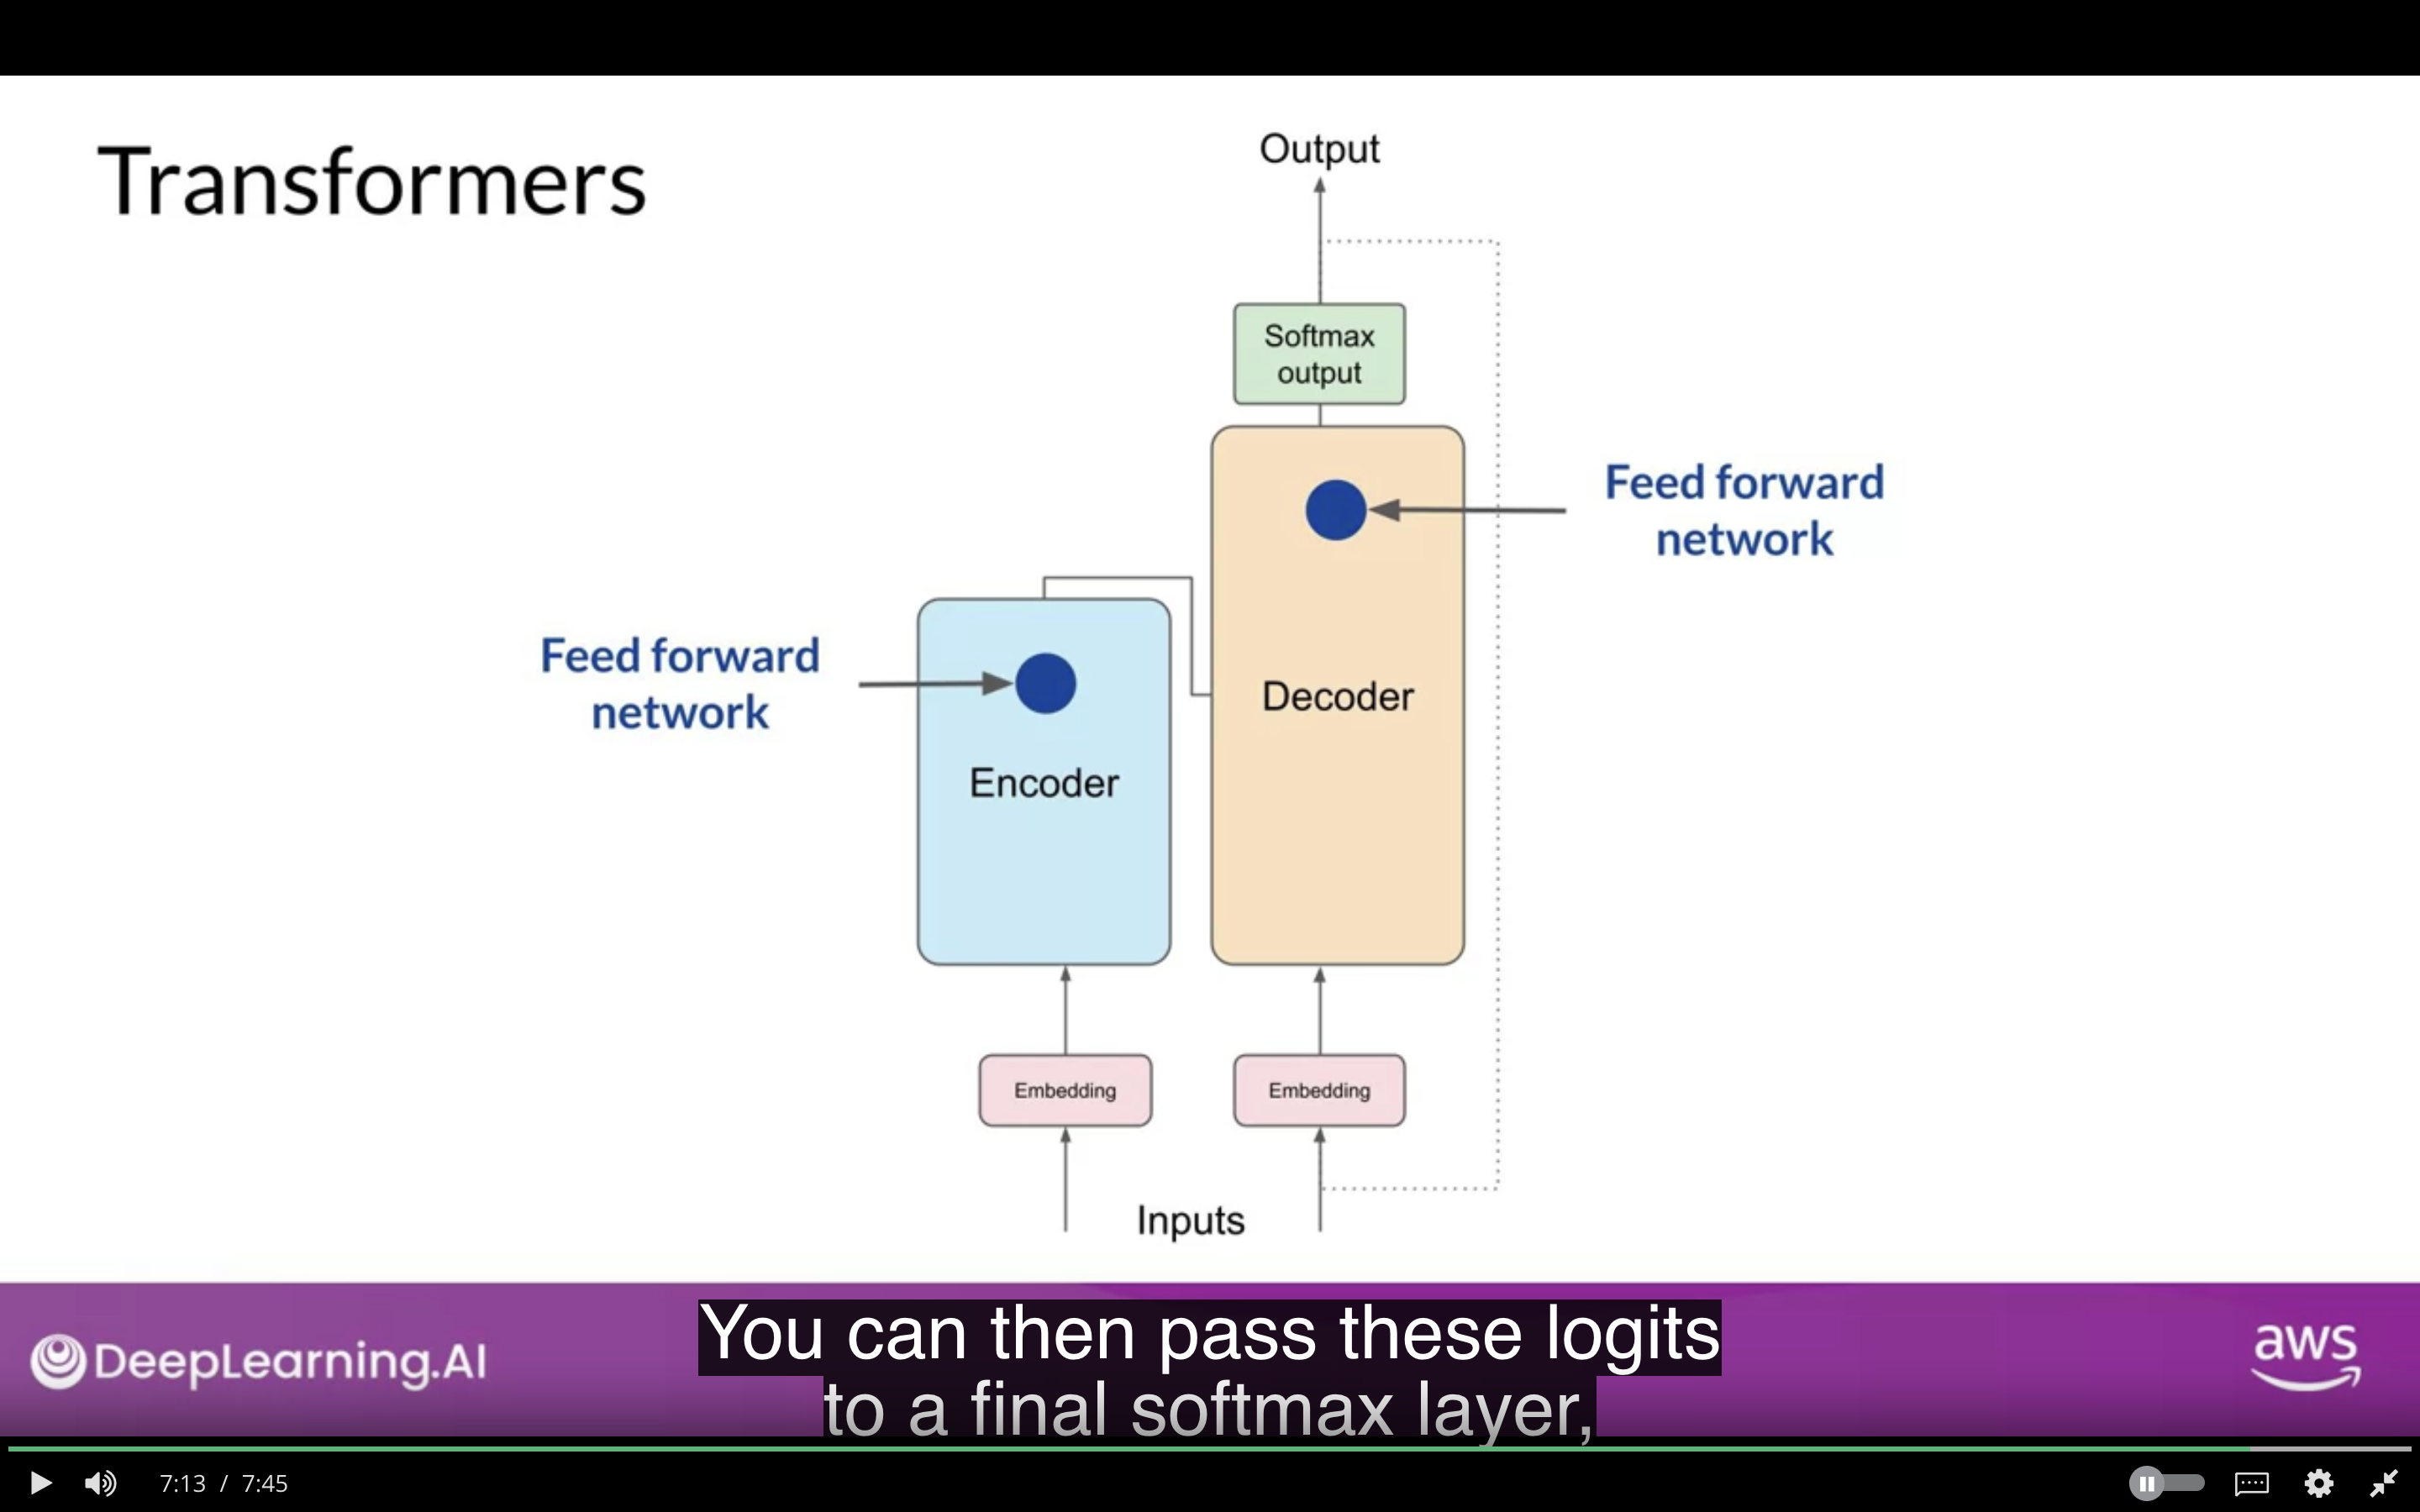 Transformers
Output
Softmax
output
Feed forward
network
Decoder
Feed forward
network
Encoder
Embedding
Embedding
Inputs
DeepLearning.AI
You can then pass these logits
to a final softmax layer,
aws
7:13 / 7:45